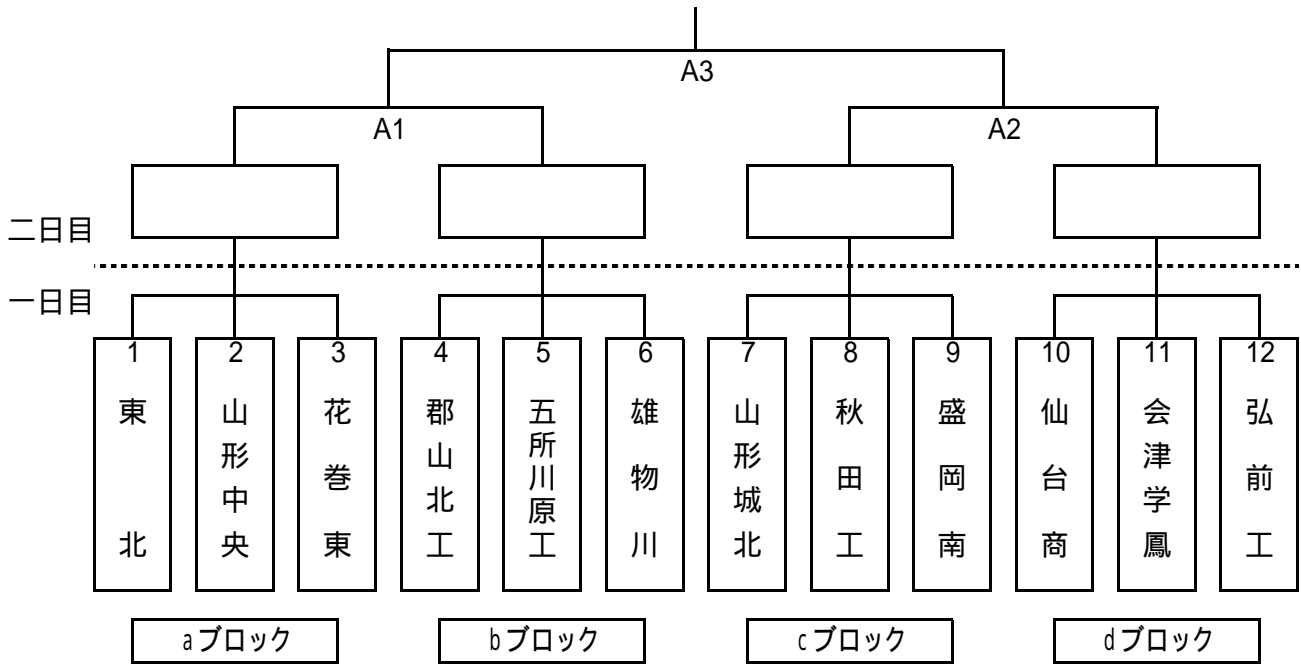 A3
A1
A2
二日目
一日目
1
東北
2
山形中央
3
花巻東
4
郡山北工
5
五所川原工
6
雄物川
7
山形城北
8
秋田工
9
盛岡南
10
仙台商
11
会津学鳳
12
弘前工
aブロック
bブロック
cブロック
dブロック